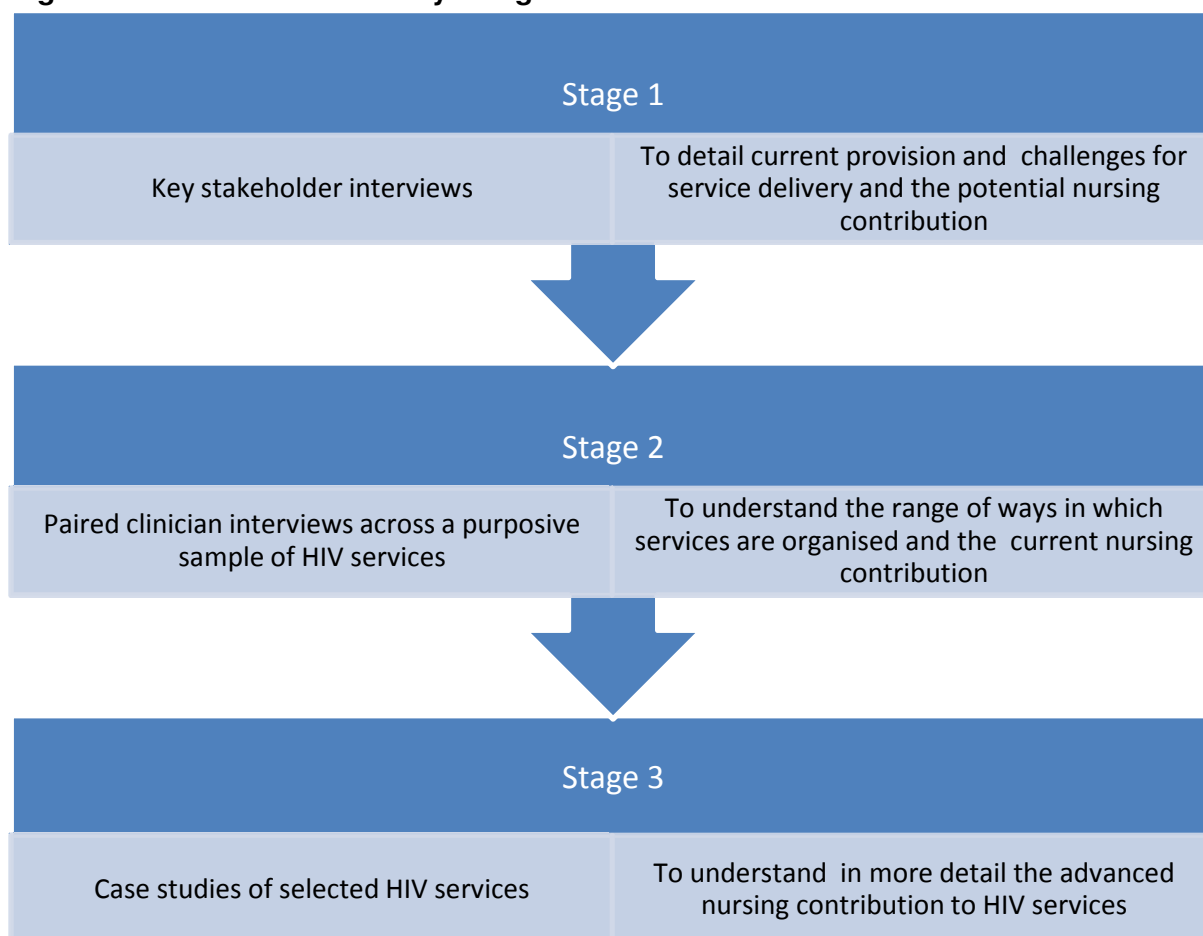 Stage 1
Key stakeholder interviews
To detail current provision and challenges for
service delivery and the potential nursing
contribution
Stage 2
Paired clinician interviews across a purposive
sample of HIV services
To understand the range of ways in which
services are organised and the current nursing
contribution
Stage 3
Case studies of selected HIV services
To understand in more detail the advanced
nursing contribution to HIV services